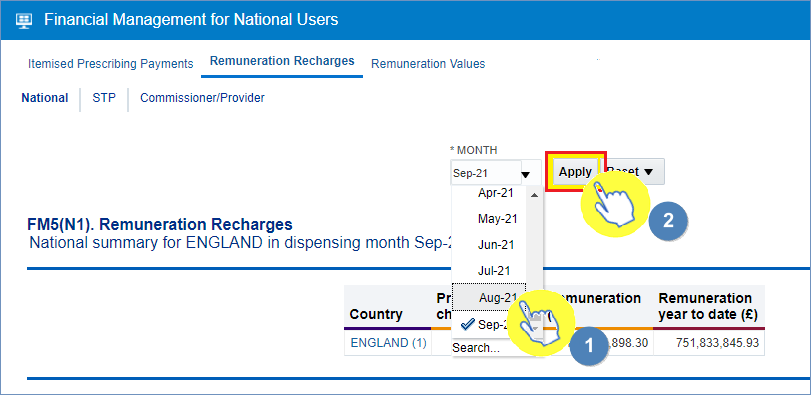 Financial Management for National Users
Itemised Prescribing Payments
Remuneration Recharges
Remuneration Values
National
STP
Commissioner/Provider
* MONTH
Sep-21
Apply
Apr-21
May-21
Jun-21
Jul-21
Aug-21
Search...
2
FM5(N1). Remuneration Recharges
National summary for ENGLAND in dispensing month
1
Country
Remuneration
year to date (£)
ENGLAND (1)
898.30
751,833,845.93